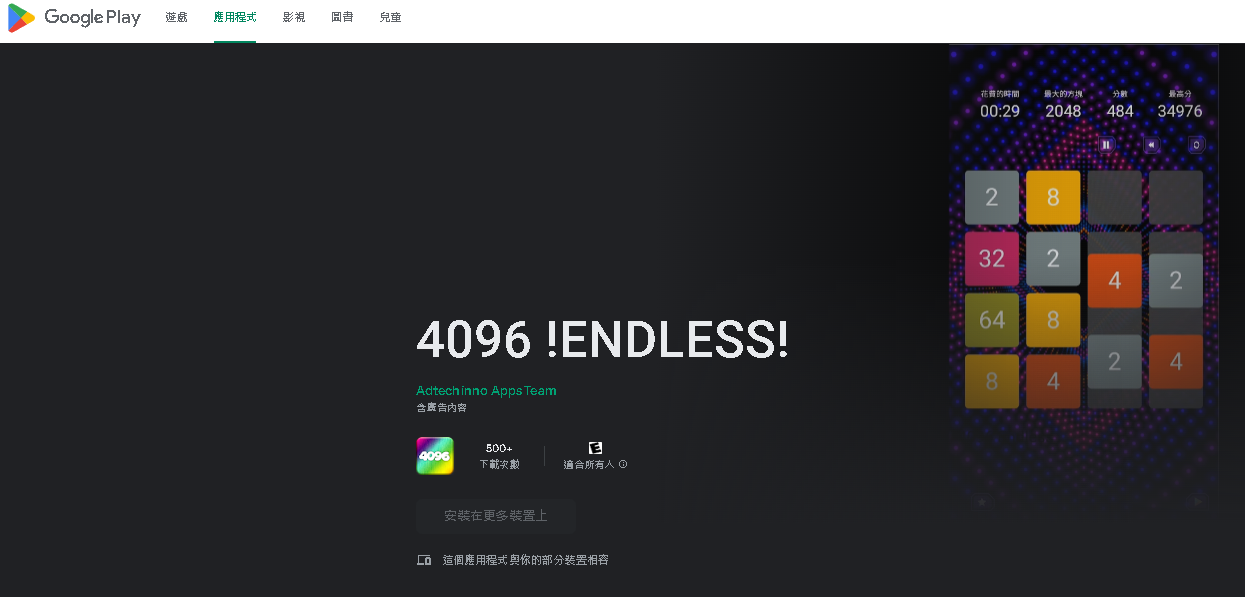 Google Play 遊戲 應用程式 影視 圖書 兒童
花費的時間 最大的方塊 分數 最高分
00:29 2048 484 34976
2 8
32 2
4 2
64 8
2 4
8 4
4096 !ENDLESS!
Adtechinno Apps Team
含廣告內容
4096
500+
下載次數
E
適合所有人
安裝在更多裝置上
這個應用程式與你的部分裝置相容